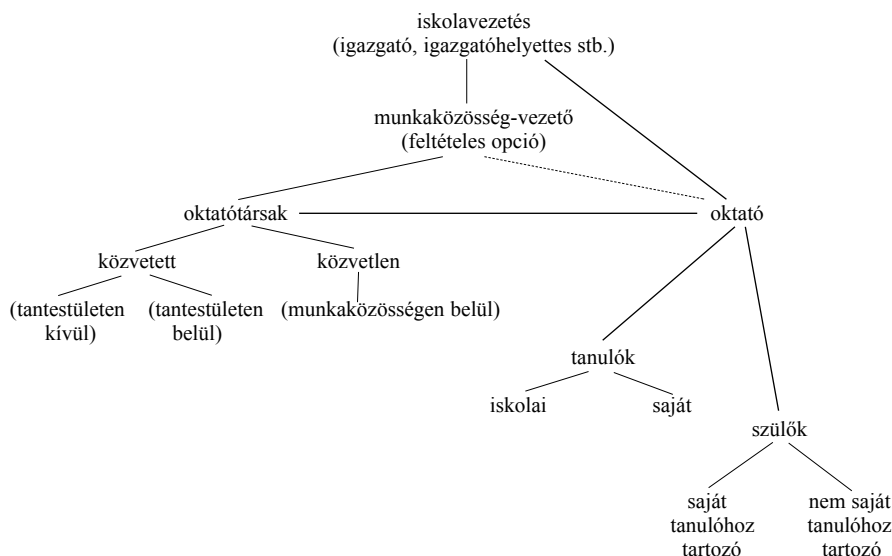 iskolavezetés
(igazgató, igazgatóhelyettes stb.)
munkaközösség-vezető
(feltételes opció)
oktatótársak
oktató
közvetett
közvetlen
(tantestületen
kívül)
(tantestületen
belül)
(munkaközösségen belül)
tanulók
iskolai
saját
szülők
saját
tanulóhoz
tartozó
nem saját
tanulóhoz
tartozó